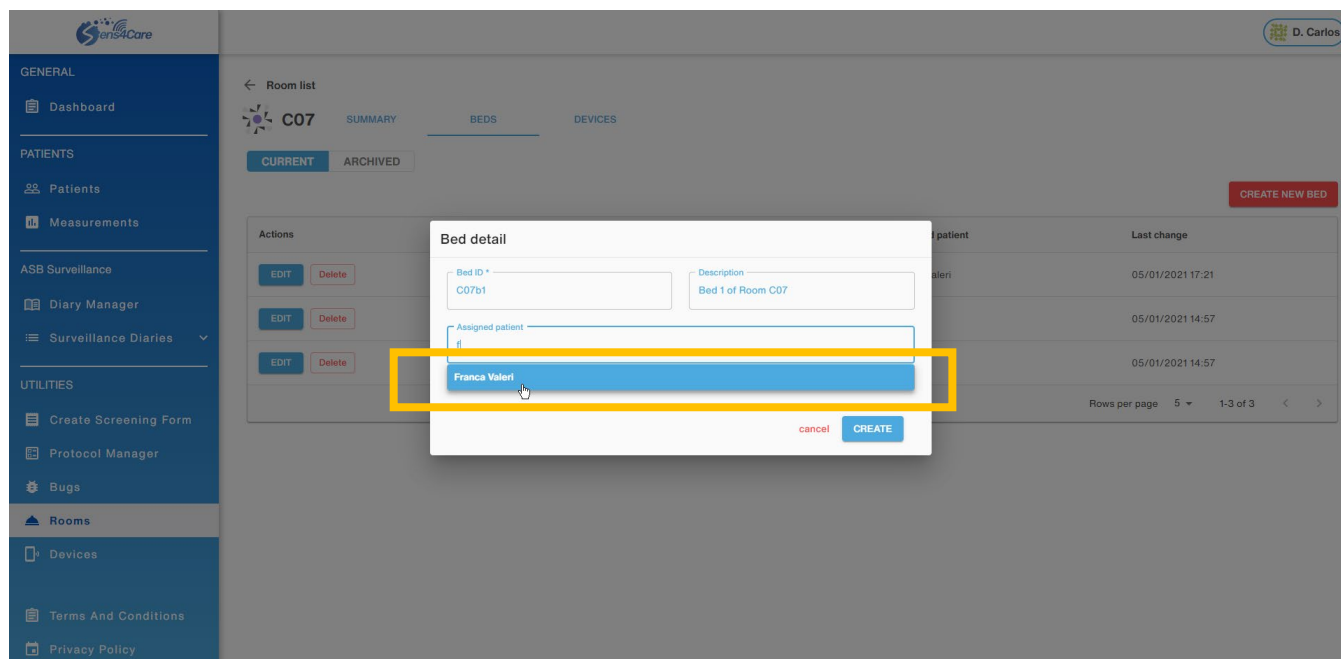 Sens4Care
D. Carlos
GENERAL
Dashboard
PATIENTS
Patients
Measurements
ASB Surveillance
Diary Manager
Surveillance Diaries
UTILITIES
Create Screening Form
Protocol Manager
Bugs
Rooms
Devices
Terms And Conditions
Privacy Policy
Room list
C07 SUMMARY BEDS DEVICES
CURRENT ARCHIVED
CREATE NEW BED
Actions patient Last change
EDIT Delete aleri 05/01/2021 17:21
EDIT Delete 05/01/2021 14:57
EDIT Delete 05/01/2021 14:57
Rows per page 5 1-3 of 3
Bed detail
Bed ID * Description
C07b1 Bed 1 of Room C07
Assigned patient
f
Franca Valeri
cancel CREATE